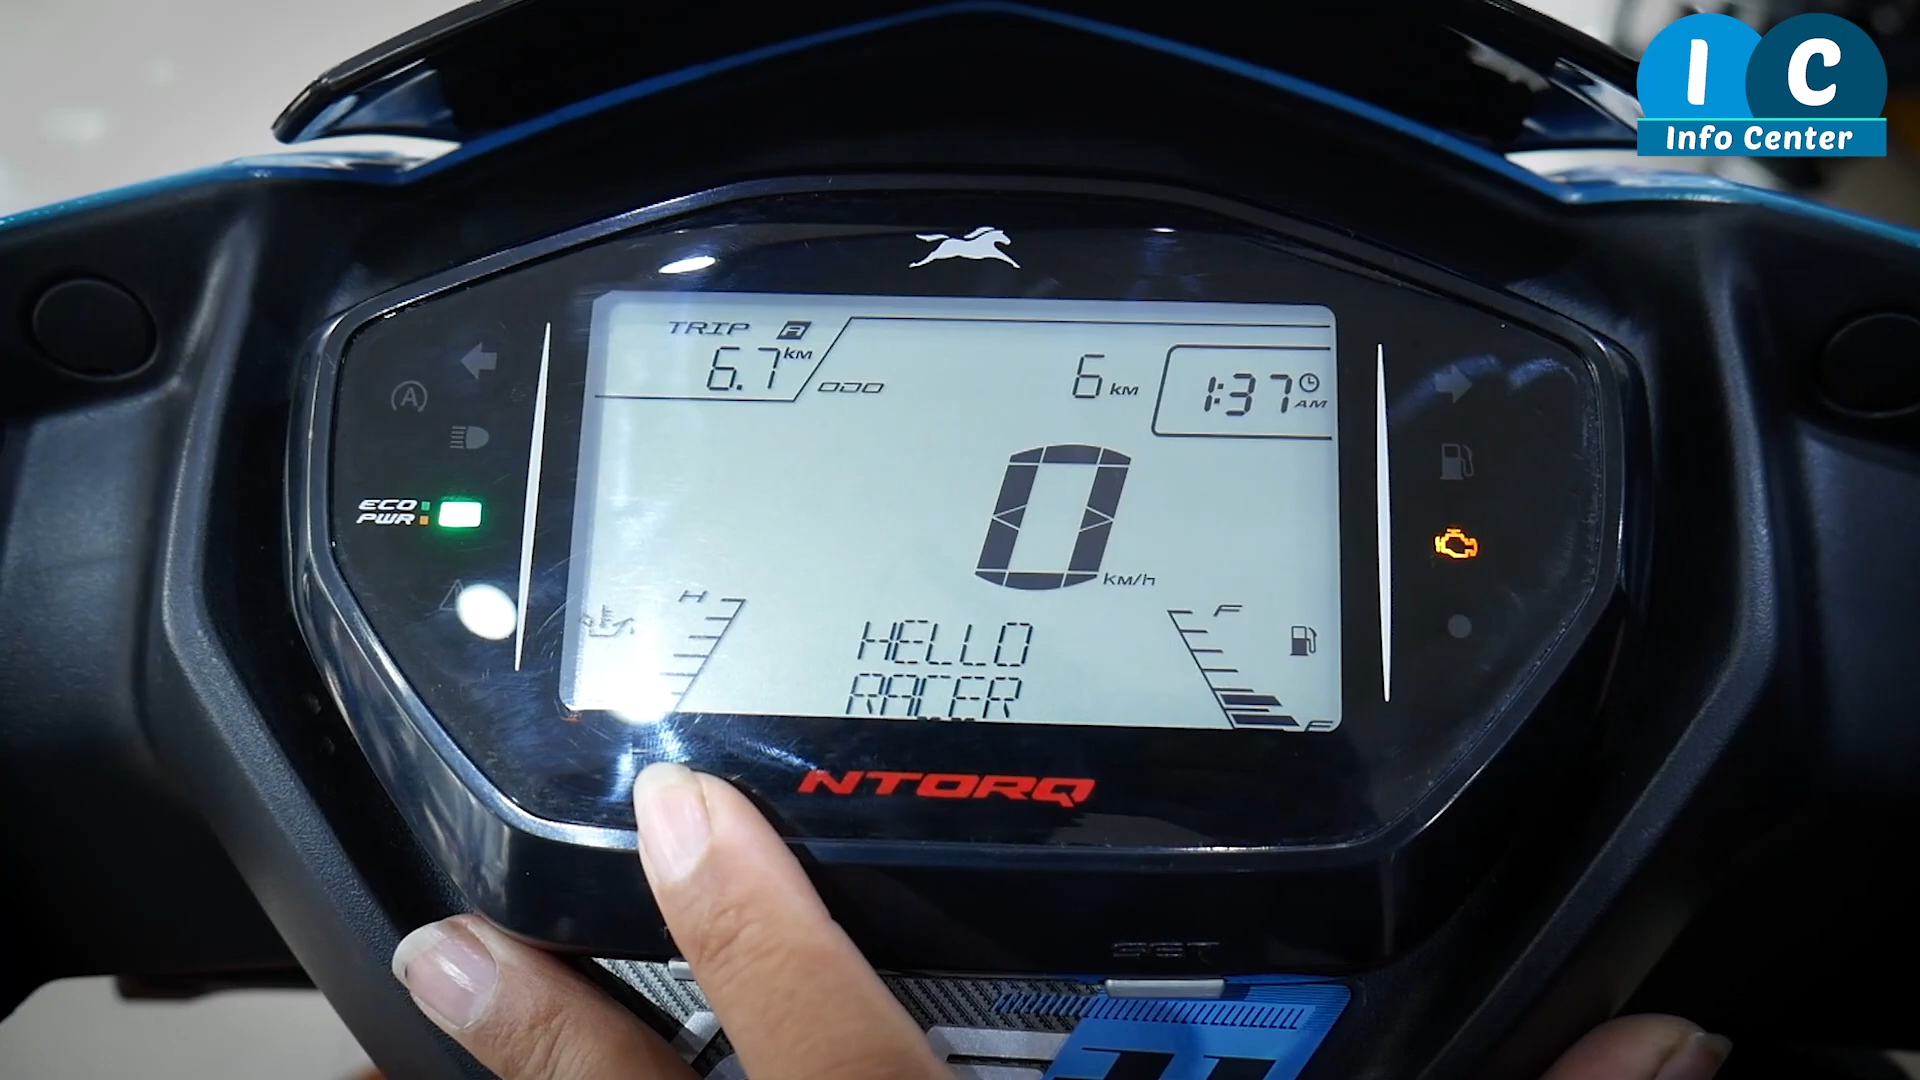 I C
Info Center
TRIP A
6.7 KM
ODO 6 KM
1:37 AM
ECO
PWR
0 KM/H
H
F
HELLO
RACER
NTORQ
SET